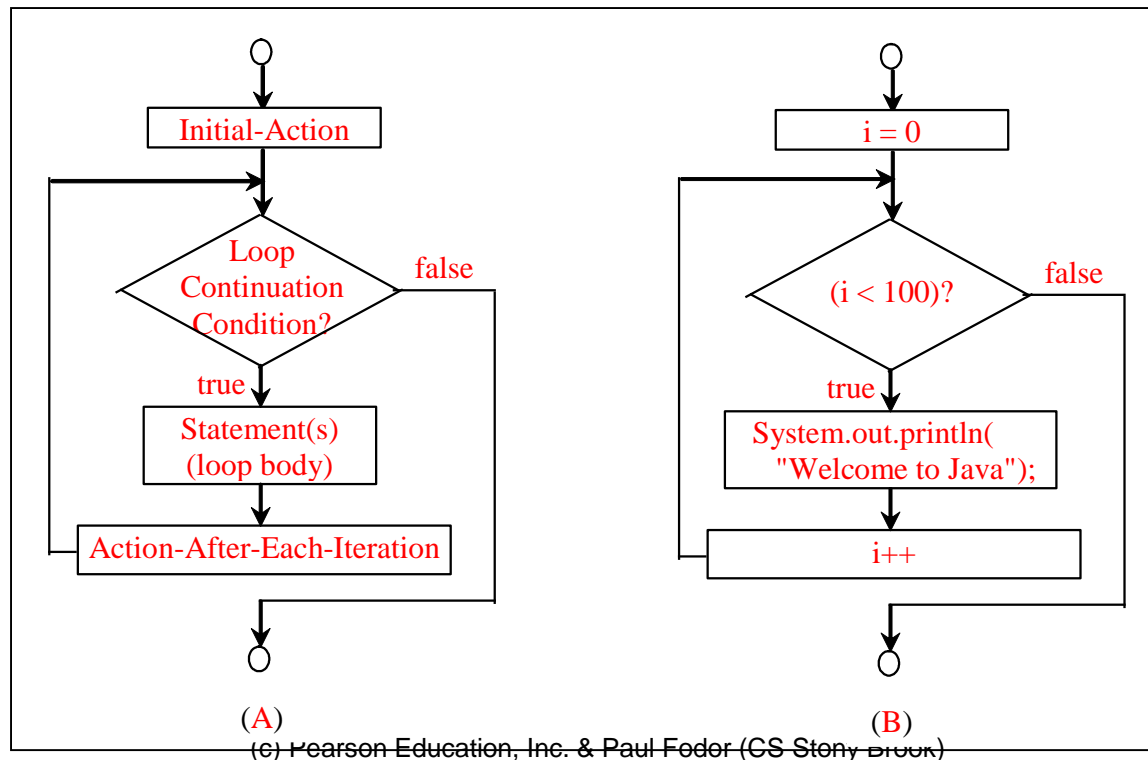 Initial-Action
Loop
Continuation
Condition?
false
true
Statement(s)
(loop body)
Action-After-Each-Iteration
(A)
i = 0
(i < 100)?
false
true
System.out.println(
"Welcome to Java");
i++
(B)
(c) Pearson Education, Inc. & Paul Fodor (CS Stony Brook)